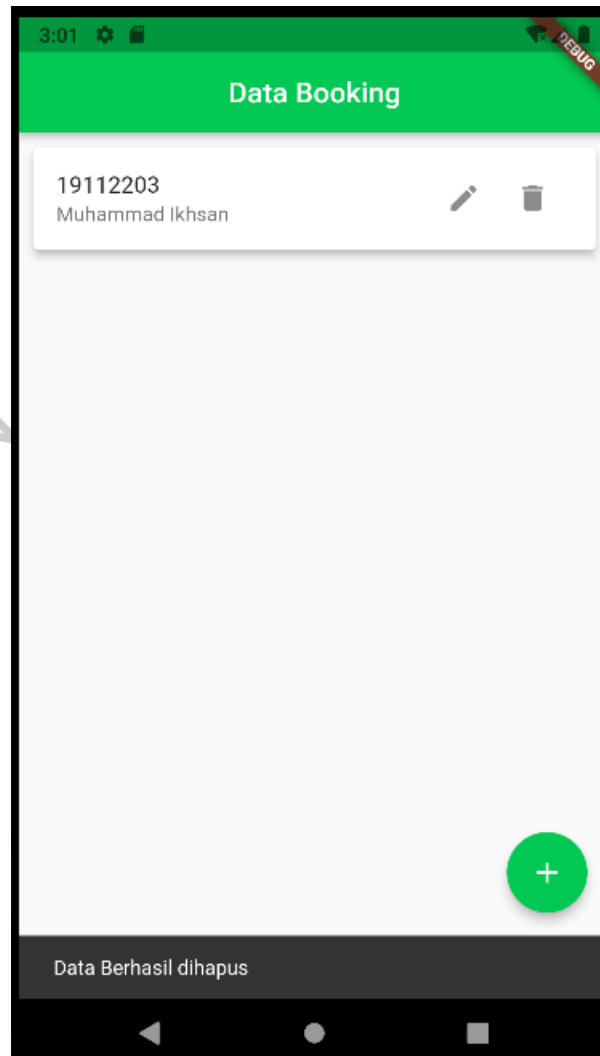 3:01
DEBUG
Data Booking
19112203
Muhammad Ikhsan
+
Data Berhasil dihapus